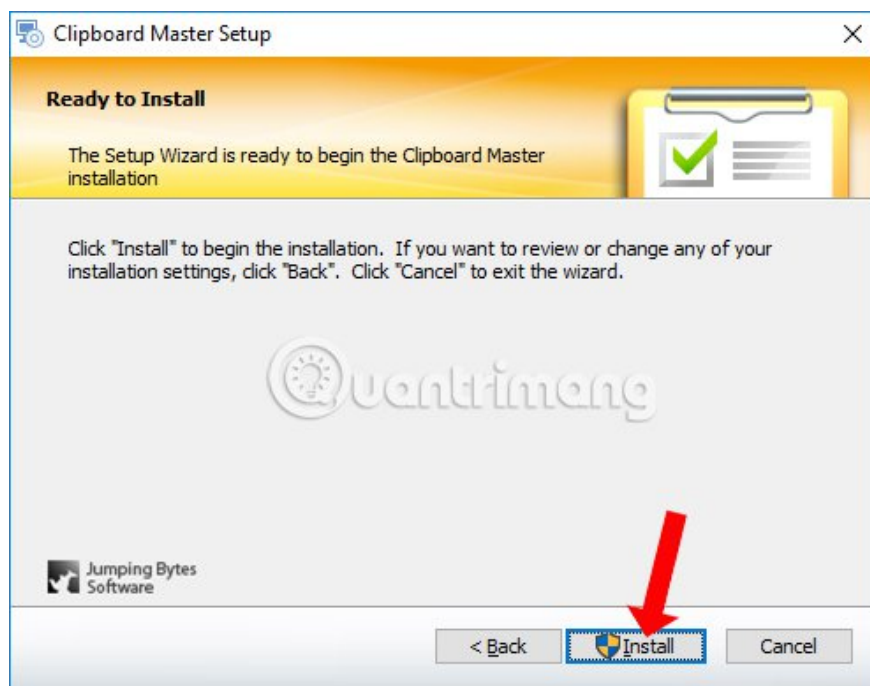 Clipboard Master Setup
Ready to Install
The Setup Wizard is ready to begin the Clipboard Master
installation
Click "Install" to begin the installation.  If you want to review or change any of your
installation settings, click "Back".  Click "Cancel" to exit the wizard.
Quantrimang
Jumping Bytes
Software
< Back Install Cancel